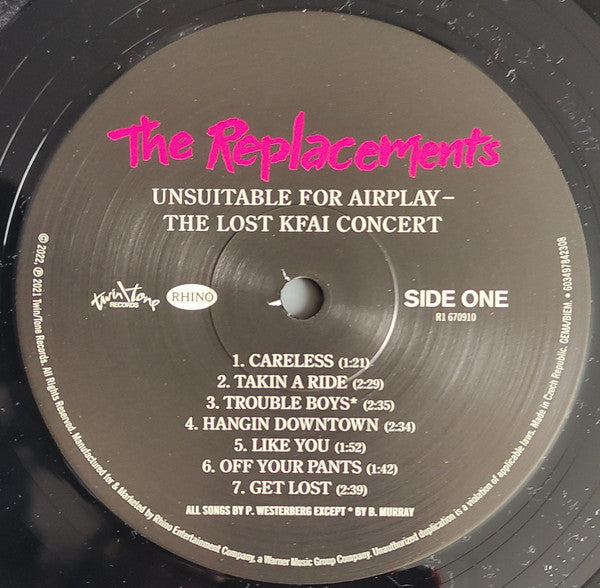 The Replacements
UNSUITABLE FOR AIRPLAY–
THE LOST KFAI CONCERT
twin/tone
RECORDS
RHINO
SIDE ONE
R1 670910
1. CARELESS (1:21)
2. TAKIN A RIDE (2:29)
3. TROUBLE BOYS* (2:35)
4. HANGIN DOWNTOWN (2:34)
5. LIKE YOU (1:52)
6. OFF YOUR PANTS (1:42)
7. GET LOST (2:39)
ALL SONGS BY P. WESTERBERG EXCEPT * BY B. MURRAY
© 2022, ℗ 2021 Twin/Tone Records. All Rights Reserved. Manufactured for & Marketed by Rhino Entertainment Company, a Warner Music Group Company. Unauthorized duplication is a violation of applicable laws. Made in Czech Republic. GEMA/BIEM. • 603497842308